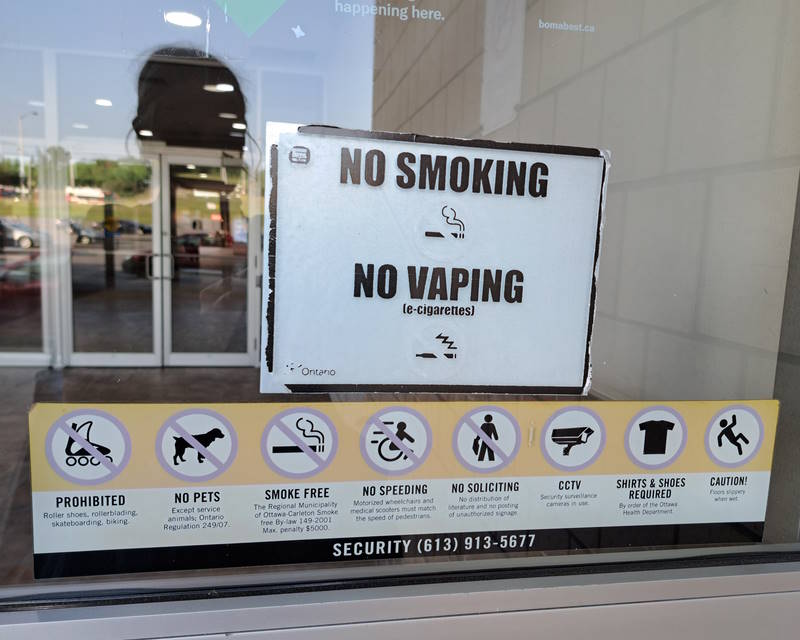 happening here.
bomabest.ca
NO SMOKING
NO VAPING
(e-cigarettes)
Ontario
PROHIBITED
Roller shoes, rollerblading,
skateboarding, biking.
NO PETS
Except service
animals; Ontario
Regulation 249/07.
SMOKE FREE
The Regional Municipality
of Ottawa-Carleton Smoke
free By-law 149-2001
Max. penalty $5000.
NO SPEEDING
Motorized wheelchairs and
medical scooters must match
the speed of pedestrians.
NO SOLICITING
No distribution of
literature and no posting
of unauthorized signage.
CCTV
Security surveillance
cameras in use.
SHIRTS & SHOES
REQUIRED
By order of the Ottawa
Health Department.
CAUTION!
Floors slippery
when wet.
SECURITY (613) 913-5677